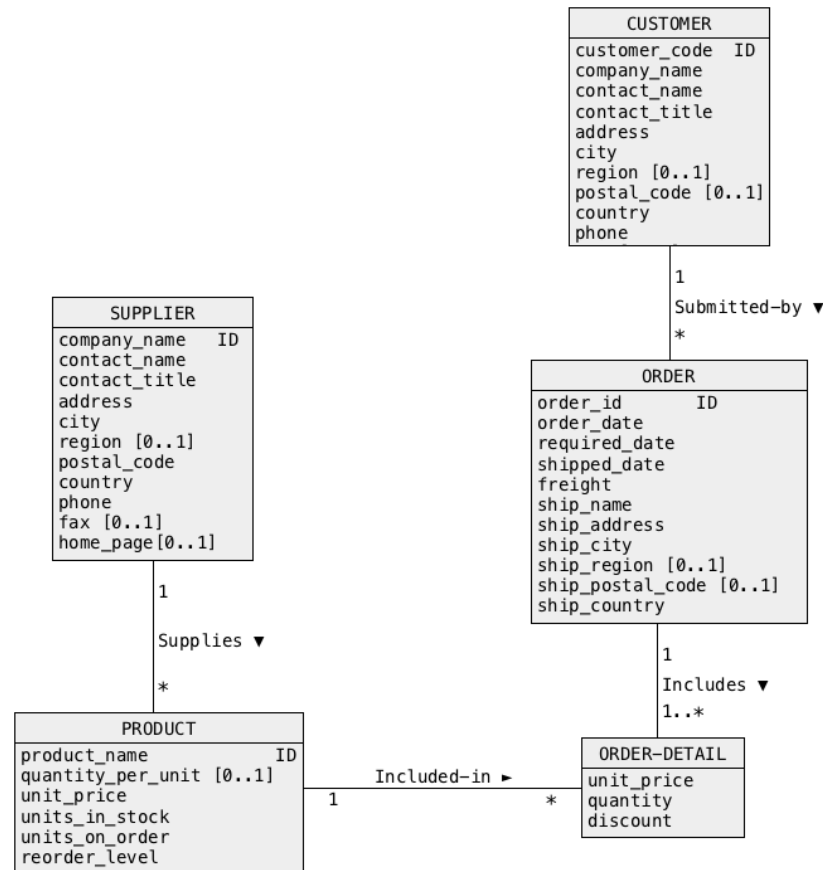 CUSTOMER
customer_code ID
company_name
contact_name
contact_title
address
city
region [0..1]
postal_code [0..1]
country
phone
1
Submitted-by ▼
*
SUPPLIER
company_name ID
contact_name
contact_title
address
city
region [0..1]
postal_code
country
phone
fax [0..1]
home_page[0..1]
ORDER
order_id ID
order_date
required_date
shipped_date
freight
ship_name
ship_address
ship_city
ship_region [0..1]
ship_postal_code [0..1]
ship_country
1
Supplies ▼
*
1
Includes ▼
1..*
PRODUCT
product_name ID
quantity_per_unit [0..1]
unit_price
units_in_stock
units_on_order
reorder_level
Included-in ►
1 *
ORDER-DETAIL
unit_price
quantity
discount